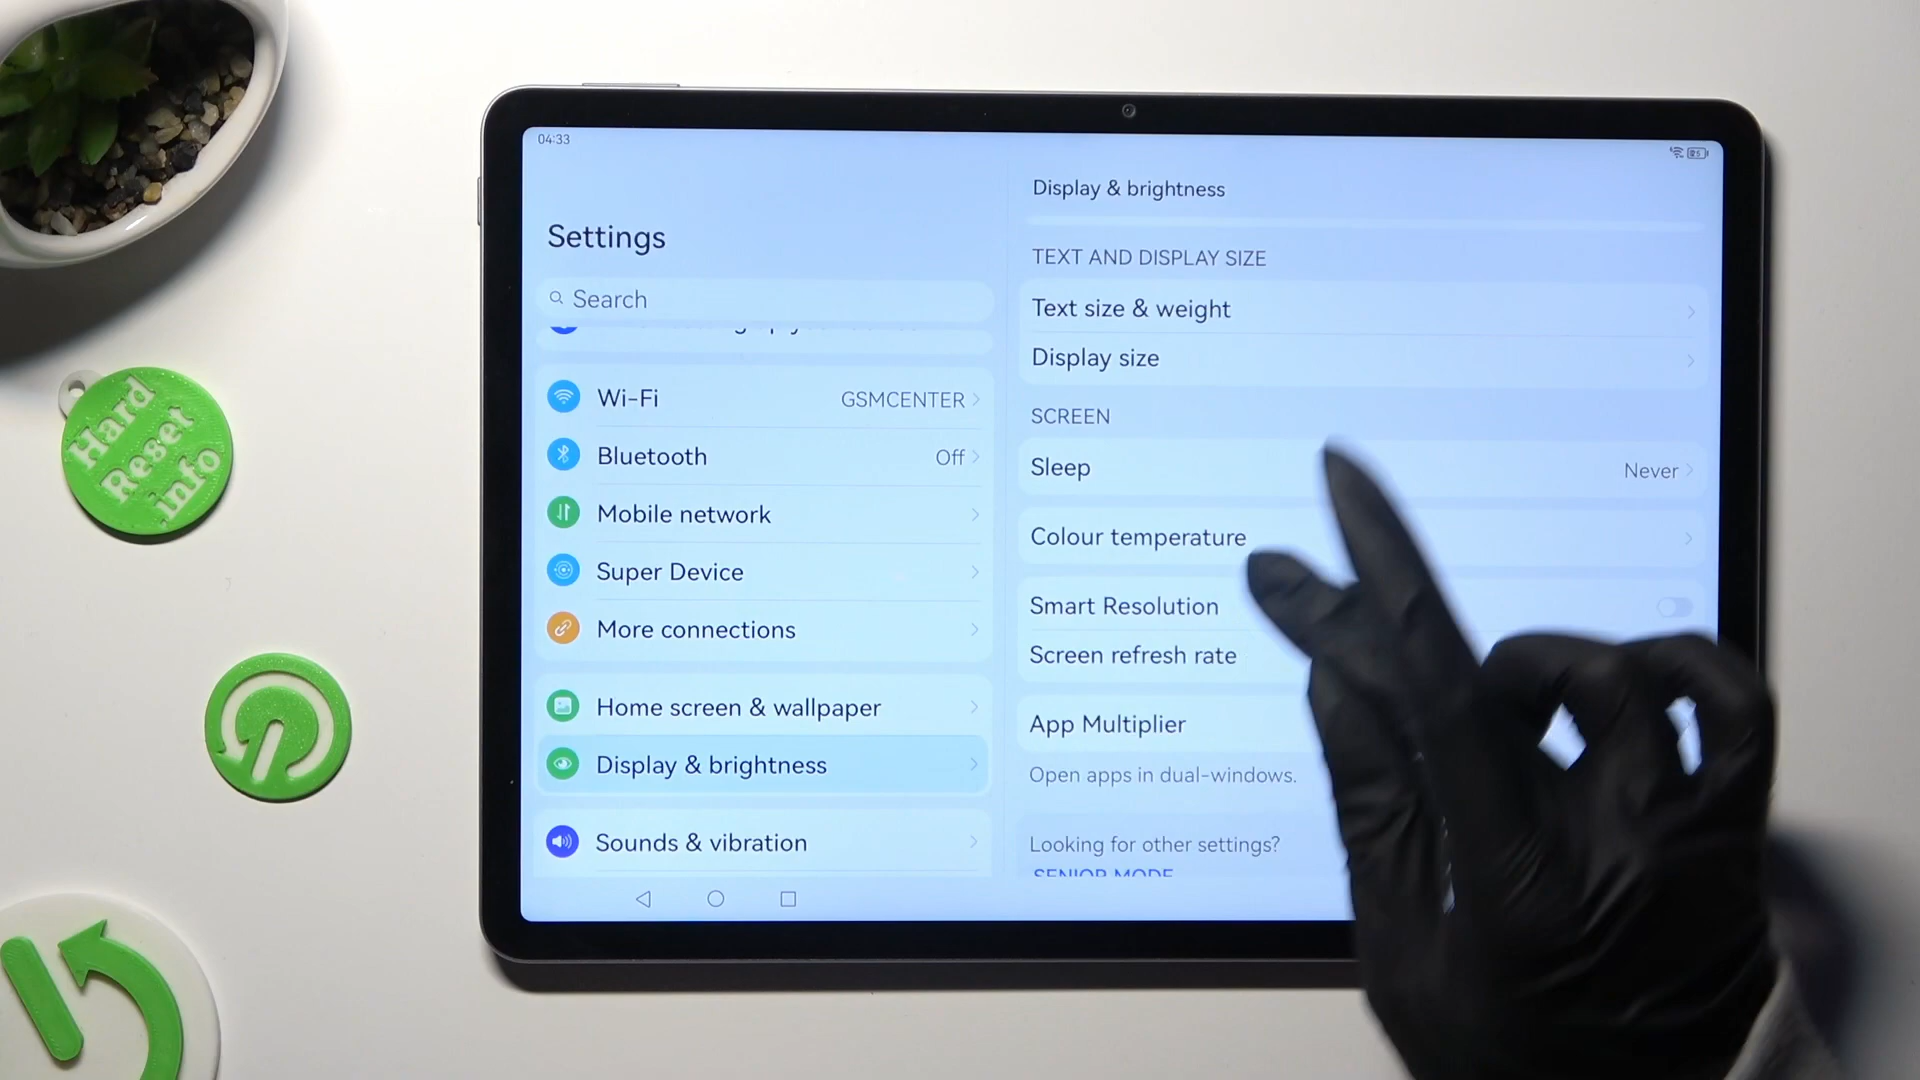 04:33
Settings
Search
Wi-Fi
GSMCENTER
Bluetooth
Off
Mobile network
Super Device
More connections
Home screen & wallpaper
Display & brightness
Sounds & vibration
Display & brightness
TEXT AND DISPLAY SIZE
Text size & weight
Display size
SCREEN
Sleep
Never
Colour temperature
Smart Resolution
Screen refresh rate
App Multiplier
Open apps in dual-windows.
Looking for other settings?
SENIOR MODE
Hard
Reset
.info